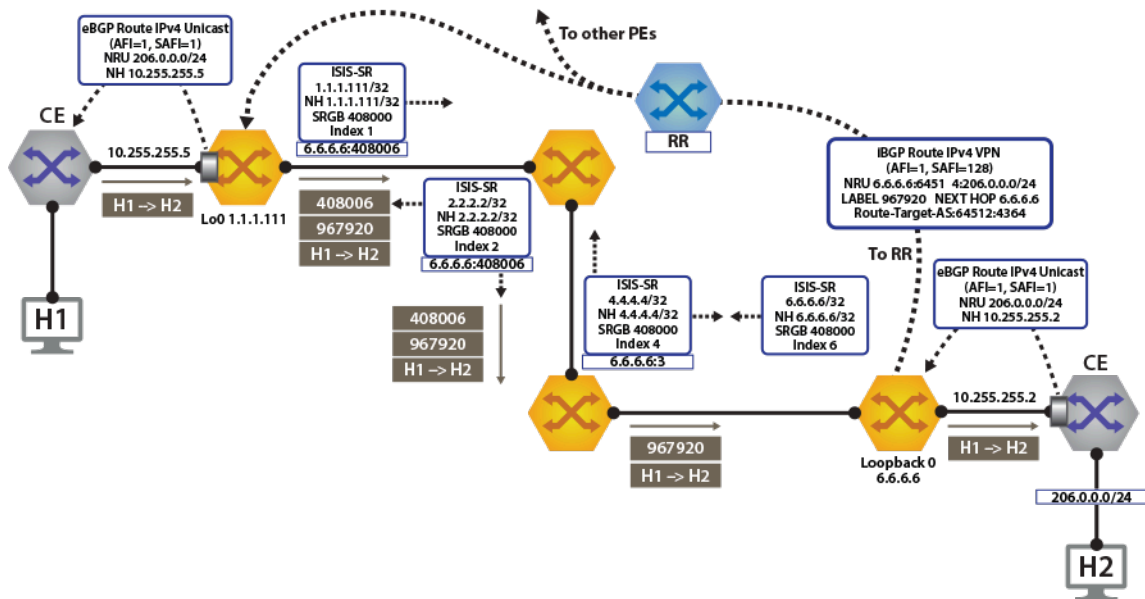 eBGP Route IPv4 Unicast
(AFI=1, SAFI=1)
NRU 206.0.0.0/24
NH 10.255.255.5
To other PEs
CE
ISIS-SR
1.1.1.111/32
NH 1.1.1.111/32
SRGB 408000
Index 1
6.6.6.6:408006
RR
10.255.255.5
H1 –> H2
Lo0 1.1.1.111
408006
967920
H1 –> H2
ISIS-SR
2.2.2.2/32
NH 2.2.2.2/32
SRGB 408000
Index 2
6.6.6.6:408006
iBGP Route IPv4 VPN
(AFI=1, SAFI=128)
NRU 6.6.6.6:6451 4:206.0.0.0/24
LABEL 967920 NEXT HOP 6.6.6.6
Route-Target-AS:64512:4364
To RR
eBGP Route IPv4 Unicast
(AFI=1, SAFI=1)
NRU 206.0.0.0/24
NH 10.255.255.2
H1
408006
967920
H1 –> H2
ISIS-SR
4.4.4.4/32
NH 4.4.4.4/32
SRGB 408000
Index 4
6.6.6.6:3
ISIS-SR
6.6.6.6/32
NH 6.6.6.6/32
SRGB 408000
Index 6
CE
10.255.255.2
967920
H1 –> H2
Loopback 0
6.6.6.6
H1 –> H2
206.0.0.0/24
H2